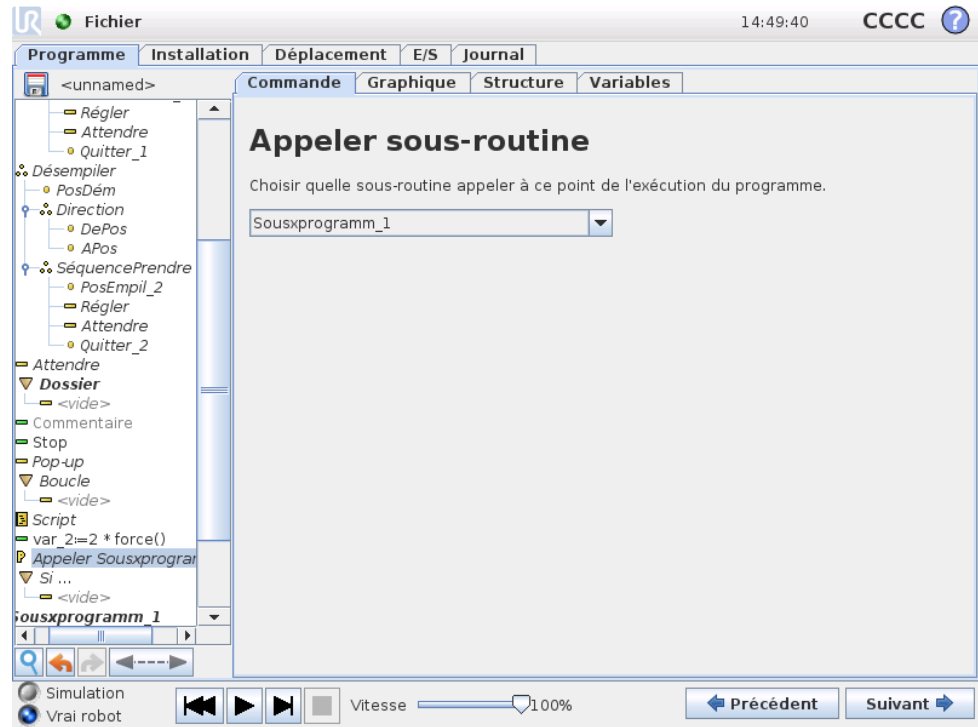 UR Fichier 14:49:40 CCCC ?
Programme Installation Déplacement E/S Journal
<unnamed>
Commande Graphique Structure Variables
Régler
Attendre
Quitter_1
Désempiler
PosDém
Direction
DePos
APos
SéquencePrendre
PosEmpil_2
Régler
Attendre
Quitter_2
Attendre
Dossier
<vide>
Commentaire
Stop
Pop-up
Boucle
<vide>
Script
var_2:=2 * force()
Appeler Sousxprogra
Si ...
<vide>
Sousxprogramm_1
Appeler sous-routine
Choisir quelle sous-routine appeler à ce point de l'exécution du programme.
Sousxprogramm_1
Simulation
Vrai robot
Vitesse 100%
Précédent
Suivant